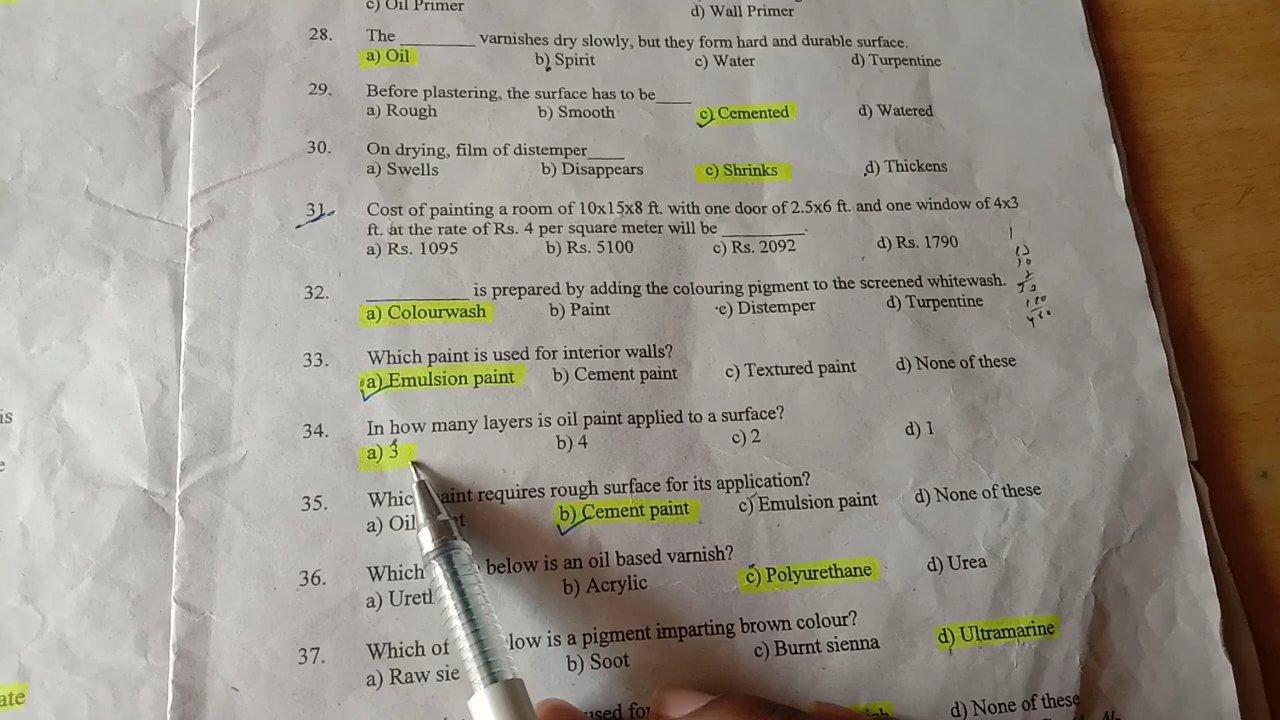 c) Oil Primer d) Wall Primer
28. The ________ varnishes dry slowly, but they form hard and durable surface.
a) Oil b) Spirit c) Water d) Turpentine
29. Before plastering, the surface has to be____
a) Rough b) Smooth c) Cemented d) Watered
30. On drying, film of distemper____
a) Swells b) Disappears c) Shrinks d) Thickens
31. Cost of painting a room of 10x15x8 ft. with one door of 2.5x6 ft. and one window of 4x3
ft. at the rate of Rs. 4 per square meter will be _________.
a) Rs. 1095 b) Rs. 5100 c) Rs. 2092 d) Rs. 1790
32. ___________ is prepared by adding the colouring pigment to the screened whitewash.
a) Colourwash b) Paint c) Distemper d) Turpentine
33. Which paint is used for interior walls?
a) Emulsion paint b) Cement paint c) Textured paint d) None of these
34. In how many layers is oil paint applied to a surface?
a) 3 b) 4 c) 2 d) 1
35. Whic aint requires rough surface for its application?
a) Oil t b) Cement paint c) Emulsion paint d) None of these
36. Which below is an oil based varnish?
a) Uret b) Acrylic c) Polyurethane d) Urea
37. Which of low is a pigment imparting brown colour?
a) Raw sie b) Soot c) Burnt sienna d) Ultramarine
used for
d) None of these
is
e
ate